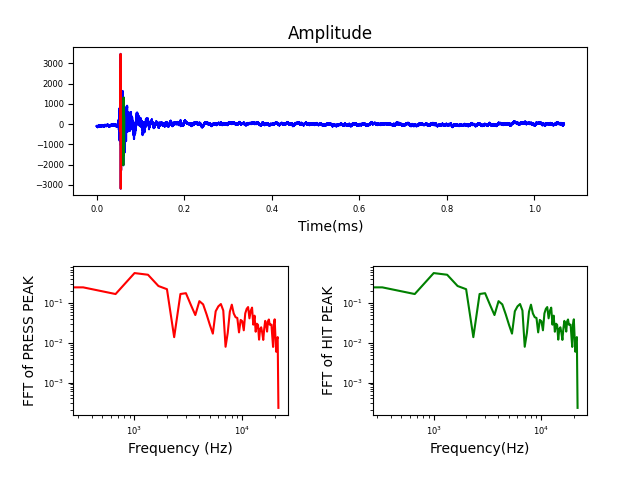 Amplitude
3000
2000
1000
0
−1000
−2000
−3000
0.0 0.2 0.4 0.6 0.8 1.0
Time(ms)
FFT of PRESS PEAK
10⁻¹
10⁻²
10⁻³
10³ 10⁴
Frequency (Hz)
FFT of HIT PEAK
10⁻¹
10⁻²
10⁻³
10³ 10⁴
Frequency(Hz)